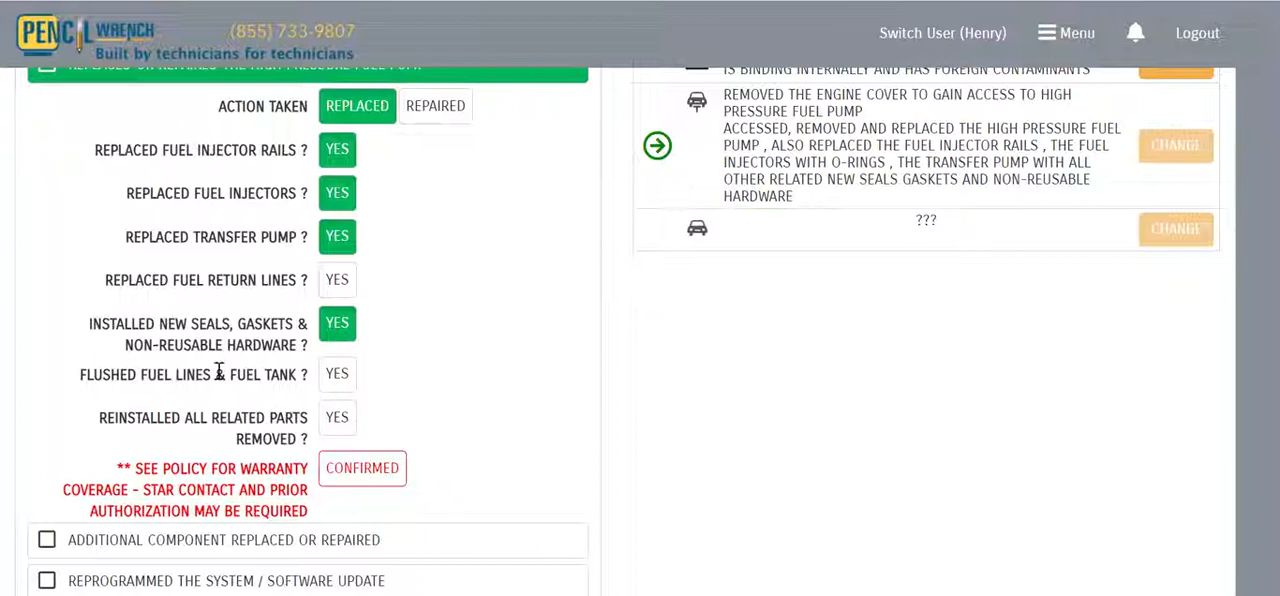 PENCIL WRENCH
(855) 733-9807
Built by technicians for technicians
Switch User (Henry)
Menu
Logout
ACTION TAKEN REPLACED REPAIRED
REPLACED FUEL INJECTOR RAILS ? YES
REPLACED FUEL INJECTORS ? YES
REPLACED TRANSFER PUMP ? YES
REPLACED FUEL RETURN LINES ? YES
INSTALLED NEW SEALS, GASKETS & YES
NON-REUSABLE HARDWARE ?
FLUSHED FUEL LINES & FUEL TANK ? YES
REINSTALLED ALL RELATED PARTS YES
REMOVED ?
** SEE POLICY FOR WARRANTY CONFIRMED
COVERAGE - STAR CONTACT AND PRIOR
AUTHORIZATION MAY BE REQUIRED
ADDITIONAL COMPONENT REPLACED OR REPAIRED
REPROGRAMMED THE SYSTEM / SOFTWARE UPDATE
IS BINDING INTERNALLY AND HAS FOREIGN CONTAMINANTS
REMOVED THE ENGINE COVER TO GAIN ACCESS TO HIGH
PRESSURE FUEL PUMP
ACCESSED, REMOVED AND REPLACED THE HIGH PRESSURE FUEL
PUMP , ALSO REPLACED THE FUEL INJECTOR RAILS , THE FUEL
INJECTORS WITH O-RINGS , THE TRANSFER PUMP WITH ALL
OTHER RELATED NEW SEALS GASKETS AND NON-REUSABLE
HARDWARE
CHANGE
???
CHANGE